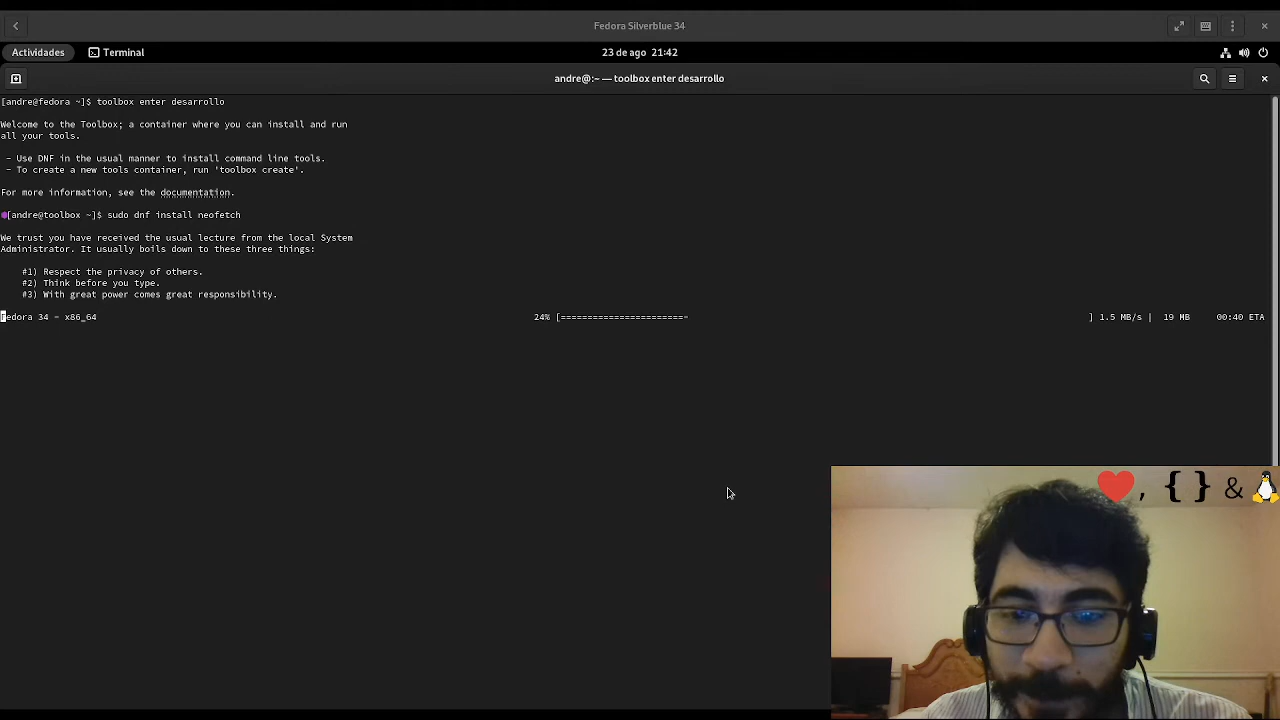 Fedora Silverblue 34
Actividades Terminal 23 de ago 21:42
andre@:~ — toolbox enter desarrollo
[andre@fedora ~]$ toolbox enter desarrollo
Welcome to the Toolbox; a container where you can install and run
all your tools.
- Use DNF in the usual manner to install command line tools.
- To create a new tools container, run 'toolbox create'.
For more information, see the documentation.
[andre@toolbox ~]$ sudo dnf install neofetch
We trust you have received the usual lecture from the local System
Administrator. It usually boils down to these three things:
#1) Respect the privacy of others.
#2) Think before you type.
#3) With great power comes great responsibility.
Fedora 34 - x86_64 24% [=======================- ] 1.5 MB/s | 19 MB 00:40 ETA
, { } &